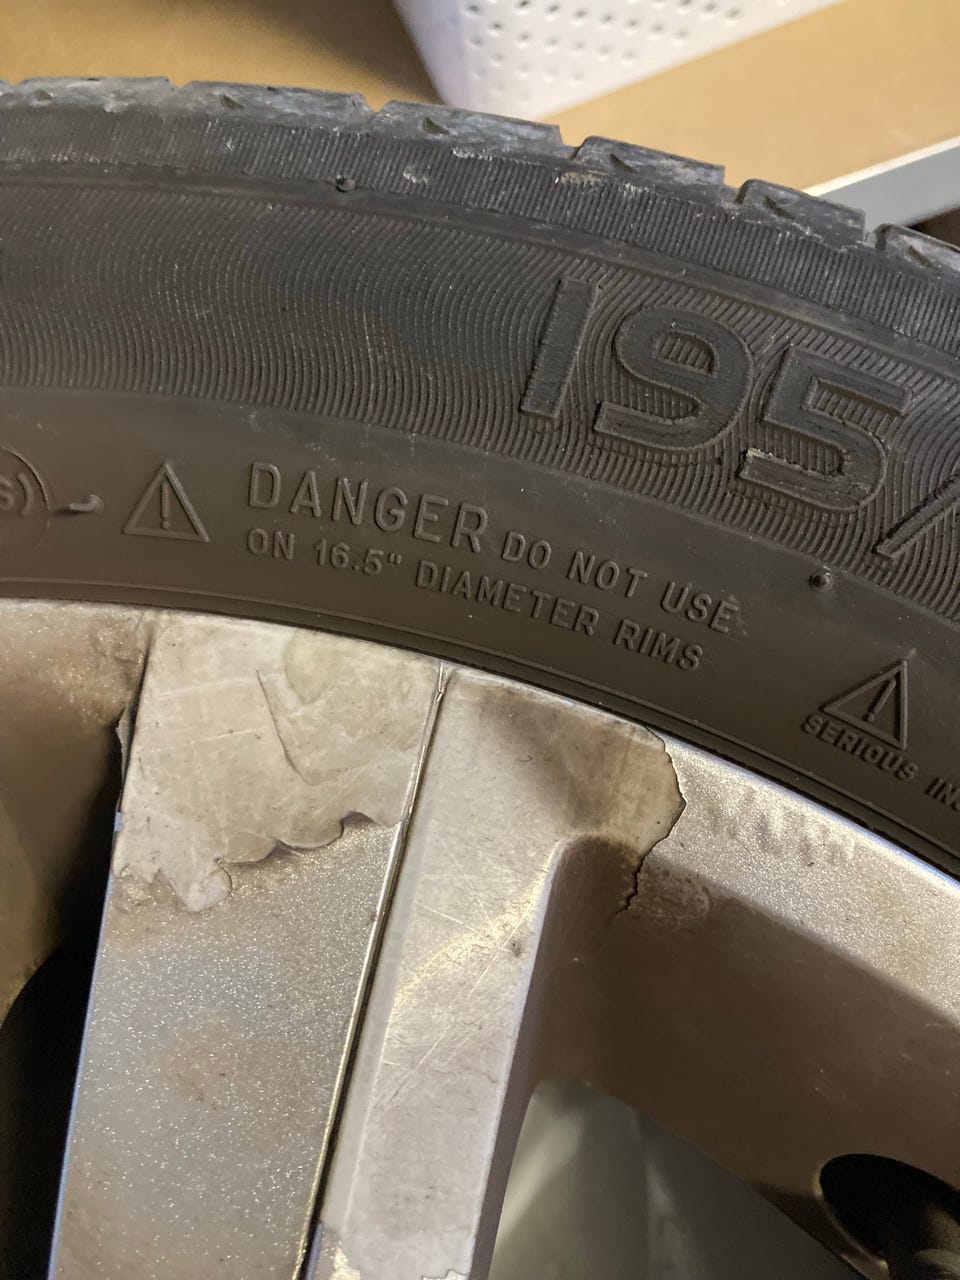 195/
S)
DANGER DO NOT USE
ON 16.5" DIAMETER RIMS
SERIOUS